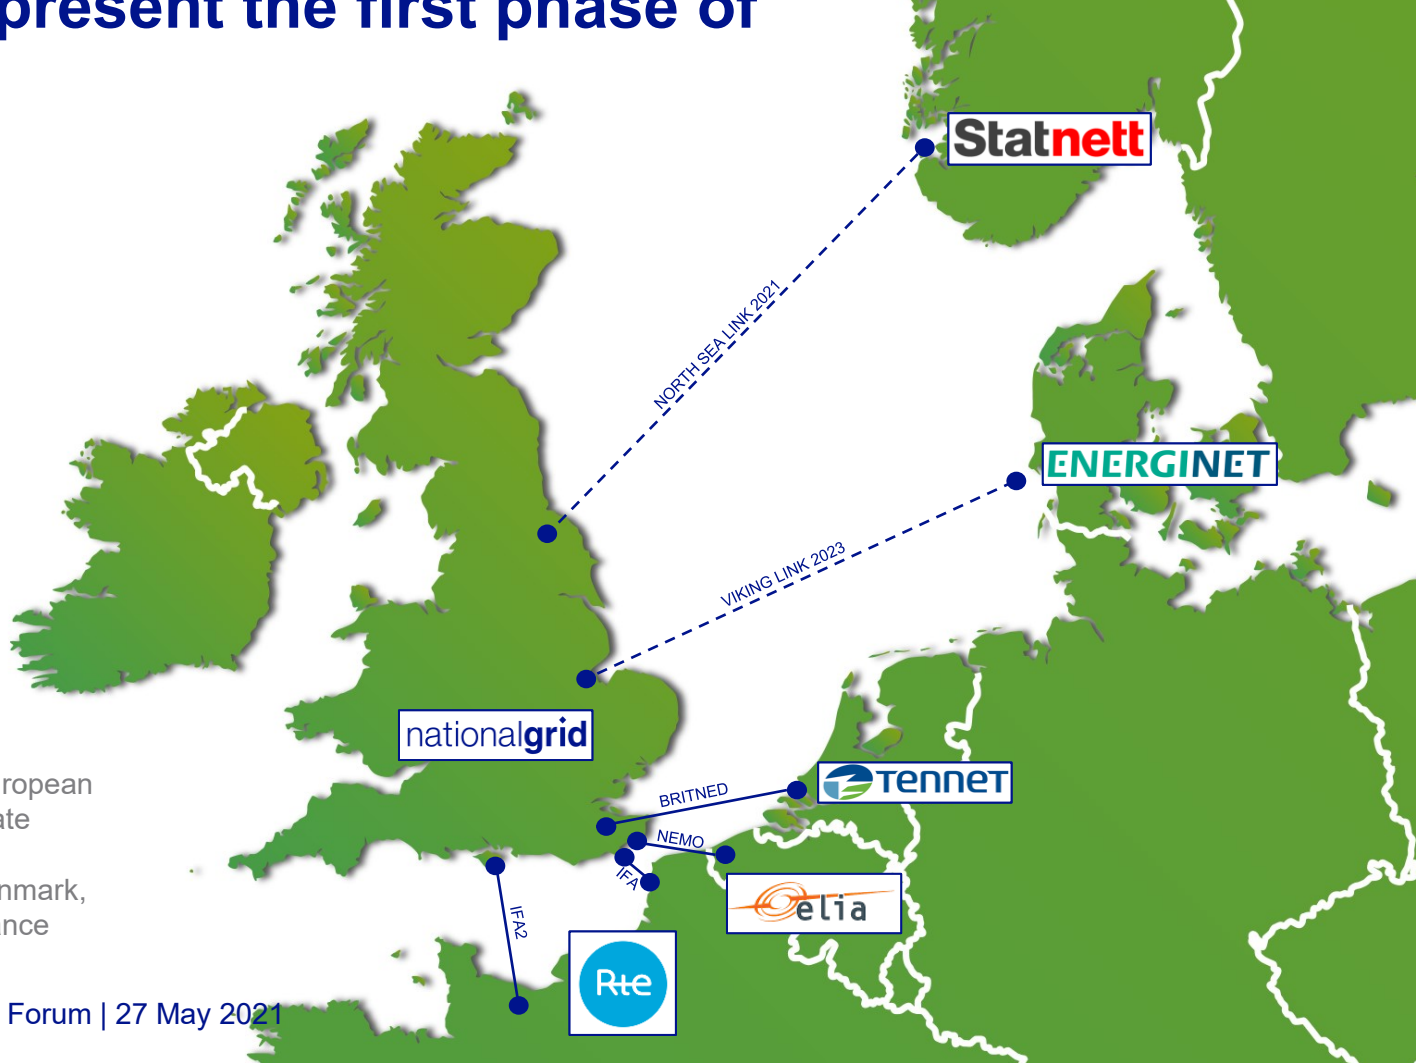 present the first phase of
Statnett
NORTH SEA LINK 2021
ENERGINET
VIKING LINK 2023
nationalgrid
TenneT
BRITNED
NEMO
IFA
elia
IFA2
Rte
ropean
ate
nmark,
ance
Forum | 27 May 2021